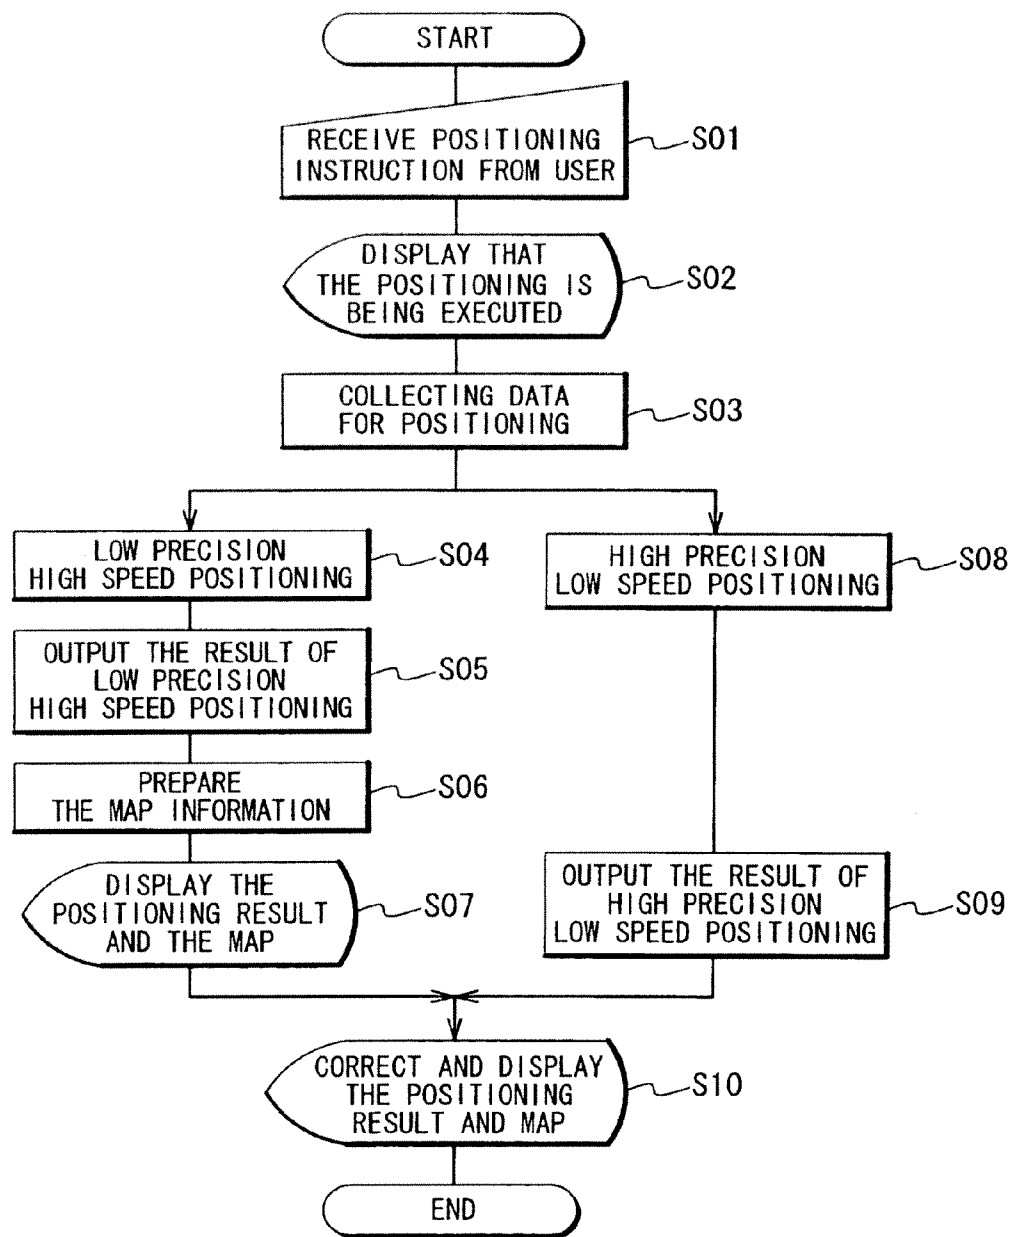 START
RECEIVE POSITIONING
INSTRUCTION FROM USER
S01
DISPLAY THAT
THE POSITIONING IS
BEING EXECUTED
S02
COLLECTING DATA
FOR POSITIONING
S03
LOW PRECISION
HIGH SPEED POSITIONING
S04
OUTPUT THE RESULT OF
LOW PRECISION
HIGH SPEED POSITIONING
S05
PREPARE
THE MAP INFORMATION
S06
DISPLAY THE
POSITIONING RESULT
AND THE MAP
S07
HIGH PRECISION
LOW SPEED POSITIONING
S08
OUTPUT THE RESULT OF
HIGH PRECISION
LOW SPEED POSITIONING
S09
CORRECT AND DISPLAY
THE POSITIONING
RESULT AND MAP
S10
END